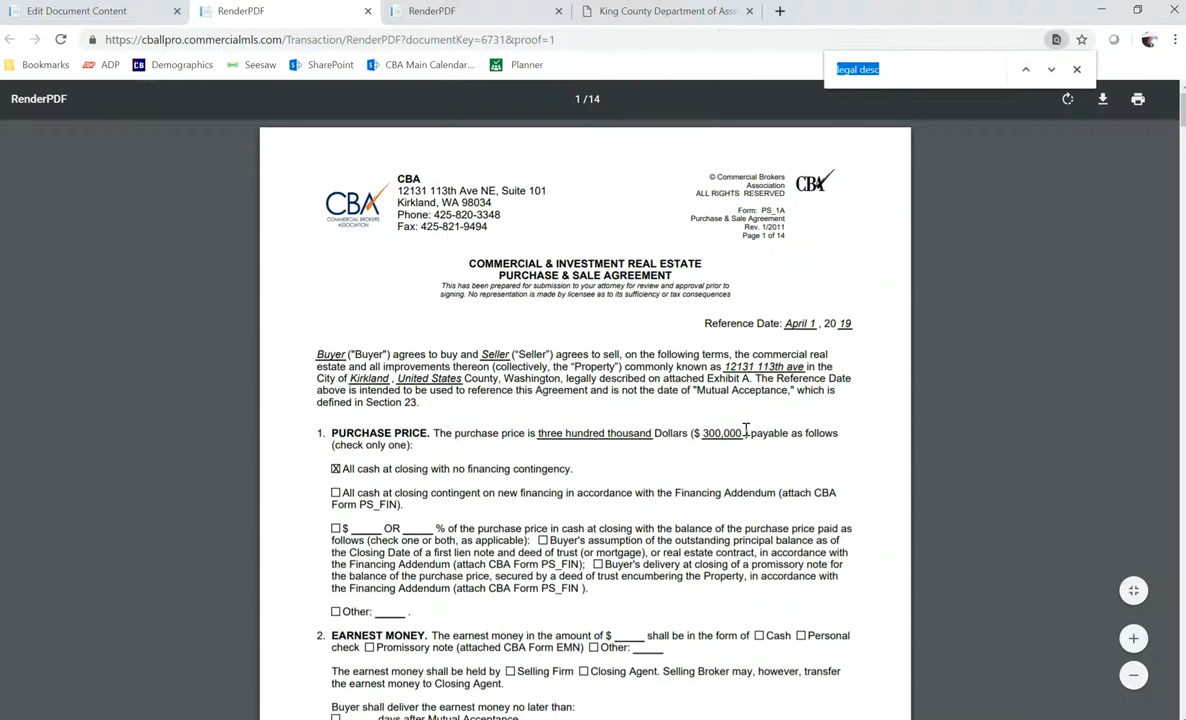 Edit Document Content
RenderPDF
RenderPDF
King County Department of Asse
https://cballpro.commercialmls.com/Transaction/RenderPDF?documentKey=6731&proof=1
Bookmarks
ADP
CB
Demographics
Seesaw
SharePoint
CBA Main Calendar...
Planner
legal desc
RenderPDF
1 / 14
CBA
COMMERCIAL BROKERS
ASSOCIATION
CBA
12131 113th Ave NE, Suite 101
Kirkland, WA 98034
Phone: 425-820-3348
Fax: 425-821-9494
© Commercial Brokers
Association
ALL RIGHTS RESERVED
CBA
Form: PS_1A
Purchase & Sale Agreement
Rev. 1/2011
Page 1 of 14
COMMERCIAL & INVESTMENT REAL ESTATE
PURCHASE & SALE AGREEMENT
This has been prepared for submission to your attorney for review and approval prior to
signing. No representation is made by licensee as to its sufficiency or tax consequences
Reference Date: April 1 , 20 19
Buyer ("Buyer") agrees to buy and Seller ("Seller") agrees to sell, on the following terms, the commercial real
estate and all improvements thereon (collectively, the "Property") commonly known as 12131 113th ave in the
City of Kirkland , United States County, Washington, legally described on attached Exhibit A. The Reference Date
above is intended to be used to reference this Agreement and is not the date of "Mutual Acceptance," which is
defined in Section 23.
1. PURCHASE PRICE. The purchase price is three hundred thousand Dollars ($ 300,000 ) payable as follows
(check only one):
☒ All cash at closing with no financing contingency.
☐ All cash at closing contingent on new financing in accordance with the Financing Addendum (attach CBA
Form PS_FIN).
☐ $ _____ OR _____ % of the purchase price in cash at closing with the balance of the purchase price paid as
follows (check one or both, as applicable): ☐ Buyer's assumption of the outstanding principal balance as of
the Closing Date of a first lien note and deed of trust (or mortgage), or real estate contract, in accordance with
the Financing Addendum (attach CBA Form PS_FIN); ☐ Buyer's delivery at closing of a promissory note for
the balance of the purchase price, secured by a deed of trust encumbering the Property, in accordance with
the Financing Addendum (attach CBA Form PS_FIN ).
☐ Other: _____ .
2. EARNEST MONEY. The earnest money in the amount of $ _____ shall be in the form of ☐ Cash ☐ Personal
check ☐ Promissory note (attached CBA Form EMN) ☐ Other: _____
The earnest money shall be held by ☐ Selling Firm ☐ Closing Agent. Selling Broker may, however, transfer
the earnest money to Closing Agent.
Buyer shall deliver the earnest money no later than:
☐ _____ days after Mutual Acceptance.